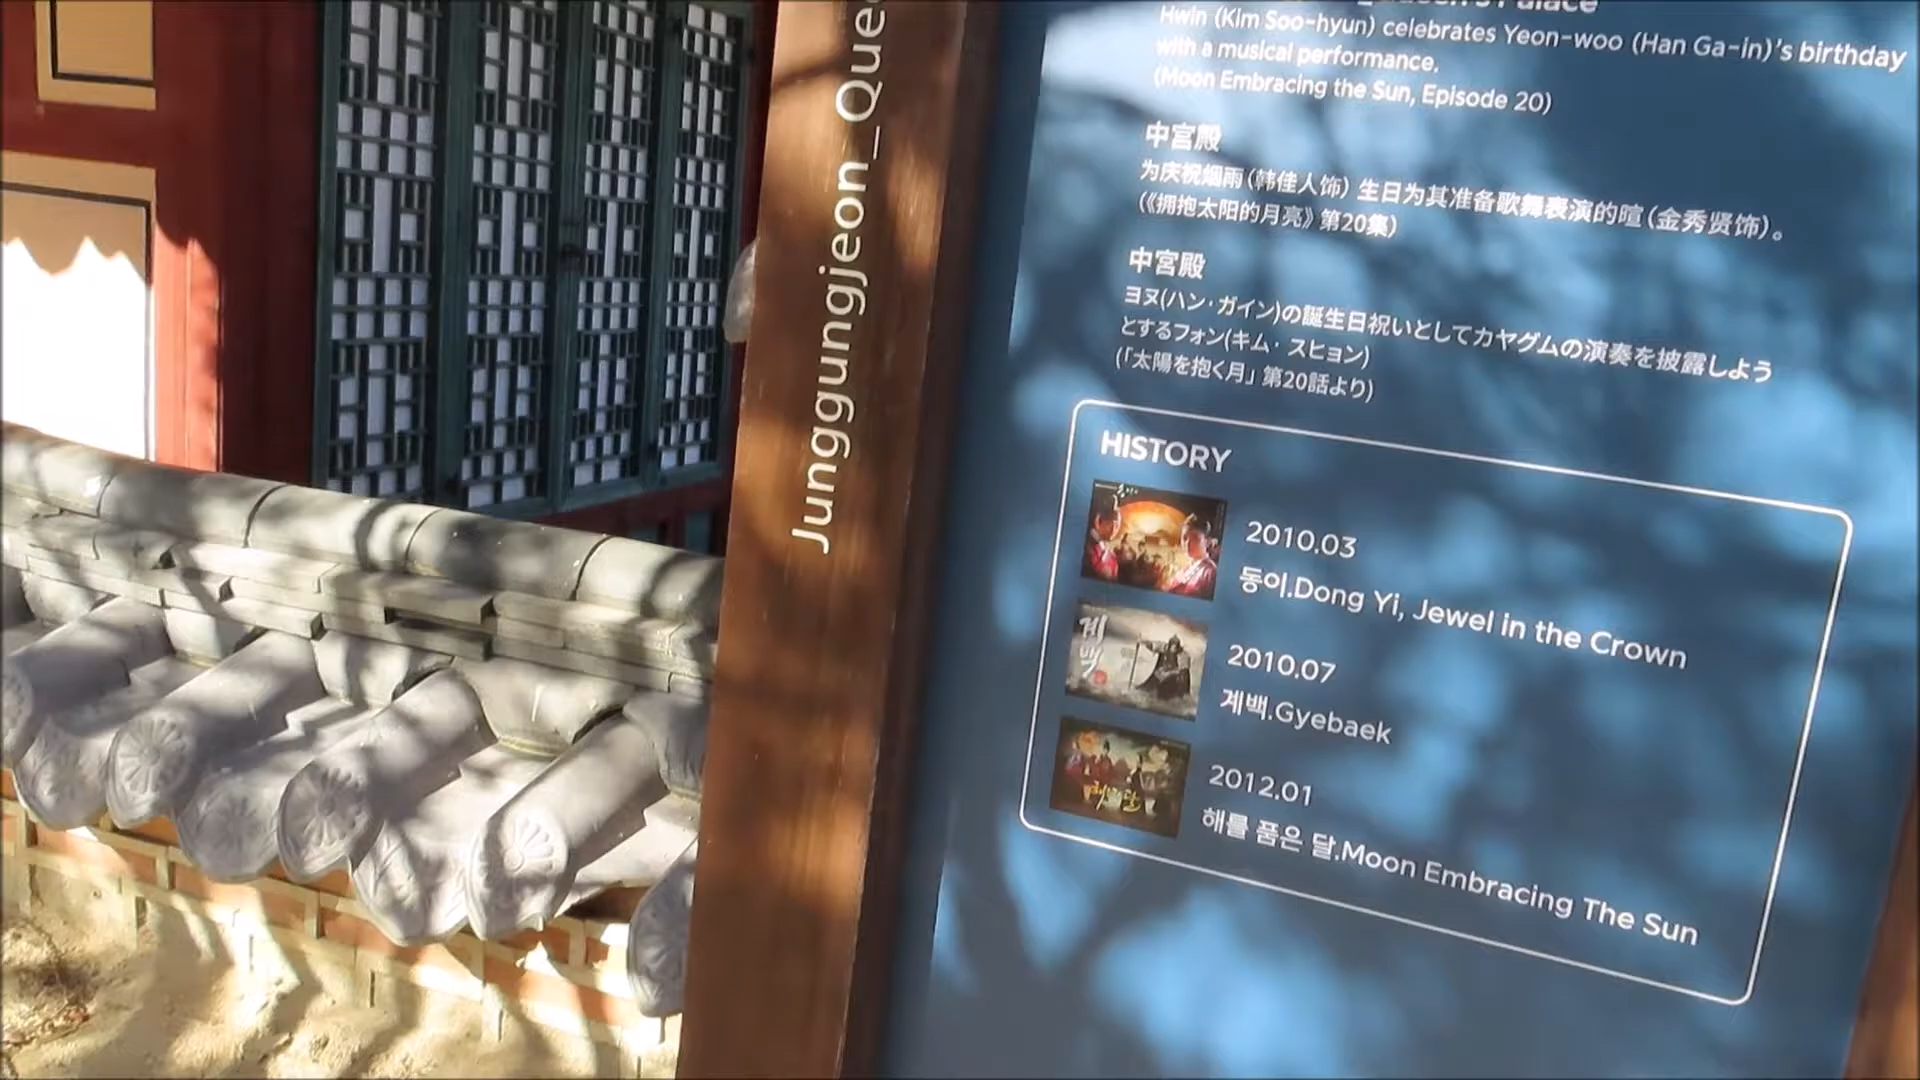 Junggungjeon_Que
Palace
Hwin (Kim Soo-hyun) celebrates Yeon-woo (Han Ga-in)'s birthday
with a musical performance.
(Moon Embracing the Sun, Episode 20)
中宮殿
为庆祝烟雨(韩佳人饰) 生日为其准备歌舞表演的暄(金秀贤饰)。
(《拥抱太阳的月亮》第20集)
中宮殿
ヨヌ(ハン·ガイン)の誕生日祝いとしてカヤグムの演奏を披露しよう
とするフォン(キム· スヒョン)
(「太陽を抱く月」第20話より)
HISTORY
2010.03
동이.Dong Yi, Jewel in the Crown
계백
2010.07
계백.Gyebaek
2012.01
해를 품은 달.Moon Embracing The Sun